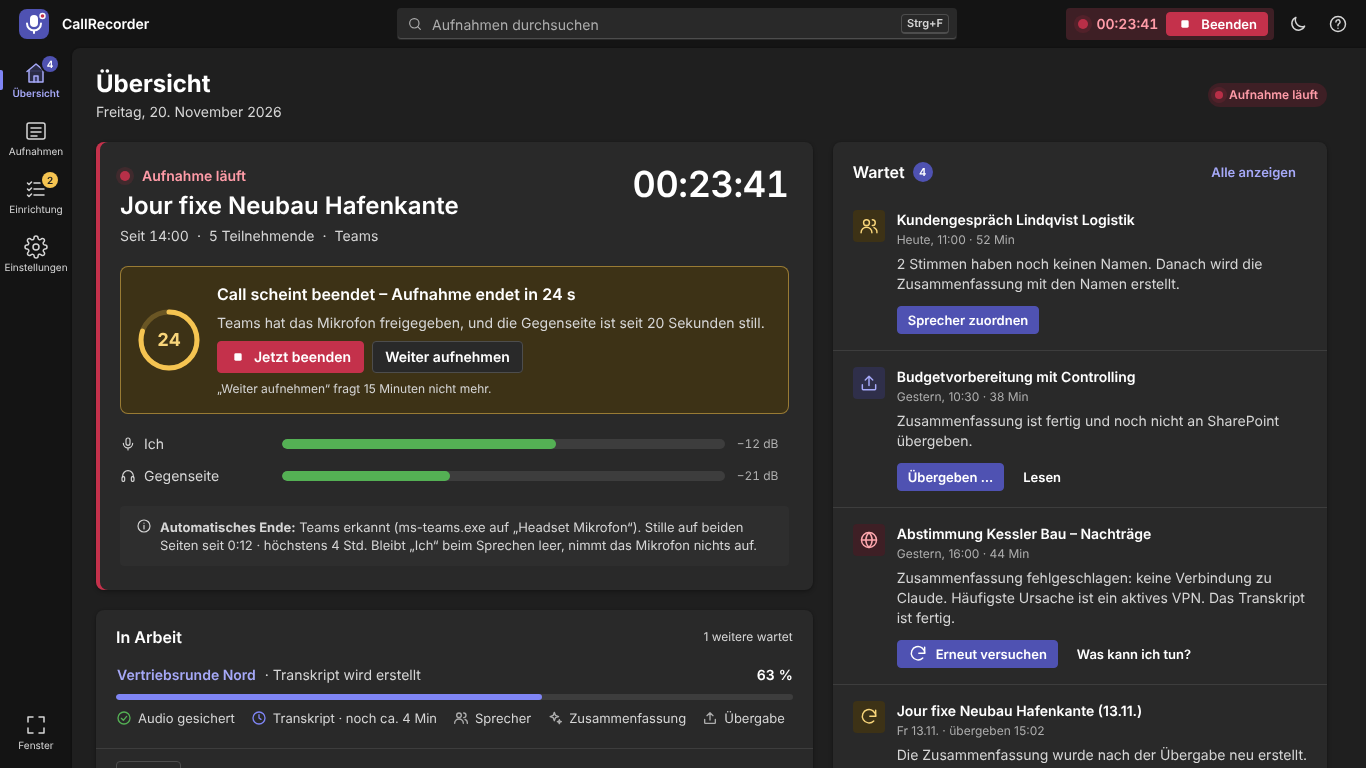 CallRecorder
Aufnahmen durchsuchen
Strg+F
00:23:41
Beenden
4
Übersicht
Aufnahmen
2
Einrichtung
Einstellungen
Fenster
Übersicht
Freitag, 20. November 2026
Aufnahme läuft
Aufnahme läuft
00:23:41
Jour fixe Neubau Hafenkante
Seit 14:00 · 5 Teilnehmende · Teams
Call scheint beendet – Aufnahme endet in 24 s
24
Teams hat das Mikrofon freigegeben, und die Gegenseite ist seit 20 Sekunden still.
Jetzt beenden
Weiter aufnehmen
„Weiter aufnehmen“ fragt 15 Minuten nicht mehr.
Ich
−12 dB
Gegenseite
−21 dB
Automatisches Ende: Teams erkannt (ms-teams.exe auf „Headset Mikrofon“). Stille auf beiden
Seiten seit 0:12 · höchstens 4 Std. Bleibt „Ich“ beim Sprechen leer, nimmt das Mikrofon nichts auf.
In Arbeit
1 weitere wartet
Vertriebsrunde Nord · Transkript wird erstellt
63 %
Audio gesichert
Transkript · noch ca. 4 Min
Sprecher
Zusammenfassung
Übergabe
Wartet 4
Alle anzeigen
Kundengespräch Lindqvist Logistik
Heute, 11:00 · 52 Min
2 Stimmen haben noch keinen Namen. Danach wird die
Zusammenfassung mit den Namen erstellt.
Sprecher zuordnen
Budgetvorbereitung mit Controlling
Gestern, 10:30 · 38 Min
Zusammenfassung ist fertig und noch nicht an SharePoint
übergeben.
Übergeben ...
Lesen
Abstimmung Kessler Bau – Nachträge
Gestern, 16:00 · 44 Min
Zusammenfassung fehlgeschlagen: keine Verbindung zu
Claude. Häufigste Ursache ist ein aktives VPN. Das Transkript
ist fertig.
Erneut versuchen
Was kann ich tun?
Jour fixe Neubau Hafenkante (13.11.)
Fr 13.11. · übergeben 15:02
Die Zusammenfassung wurde nach der Übergabe neu erstellt.